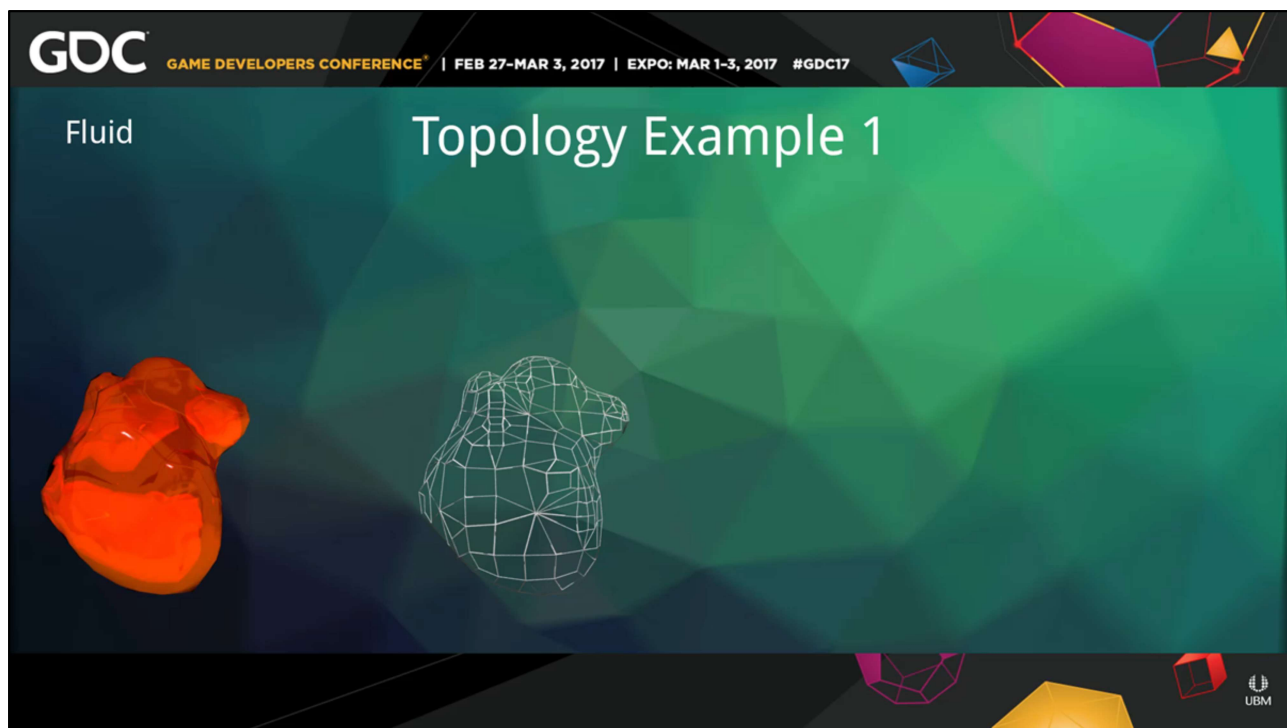 GDC GAME DEVELOPERS CONFERENCE® | FEB 27–MAR 3, 2017 | EXPO: MAR 1–3, 2017 #GDC17
Fluid
Topology Example 1
UBM